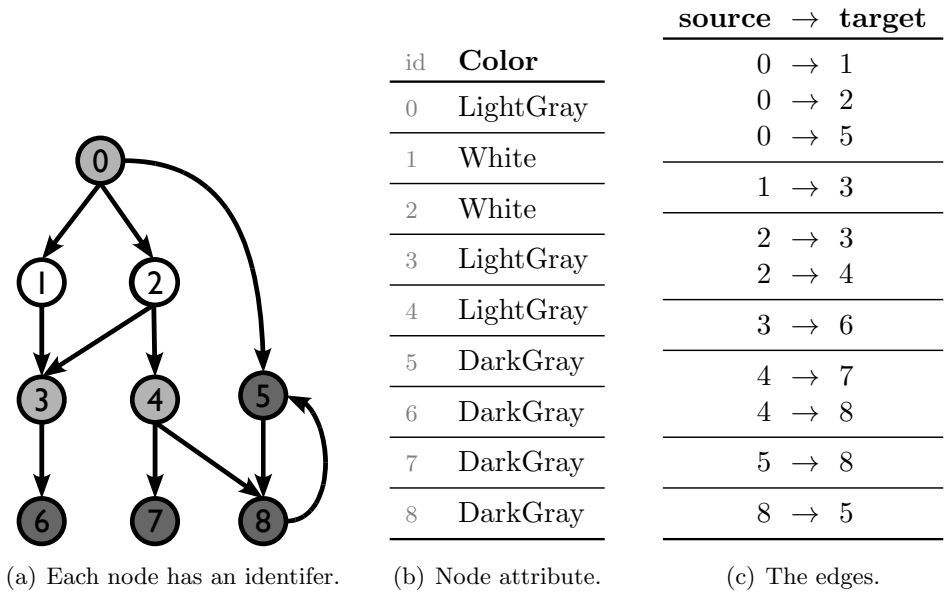 0
1
2
3
4
5
6
7
8
(a) Each node has an identifer.
id Color
0 LightGray
1 White
2 White
3 LightGray
4 LightGray
5 DarkGray
6 DarkGray
7 DarkGray
8 DarkGray
(b) Node attribute.
source → target
0 → 1
0 → 2
0 → 5
1 → 3
2 → 3
2 → 4
3 → 6
4 → 7
4 → 8
5 → 8
8 → 5
(c) The edges.